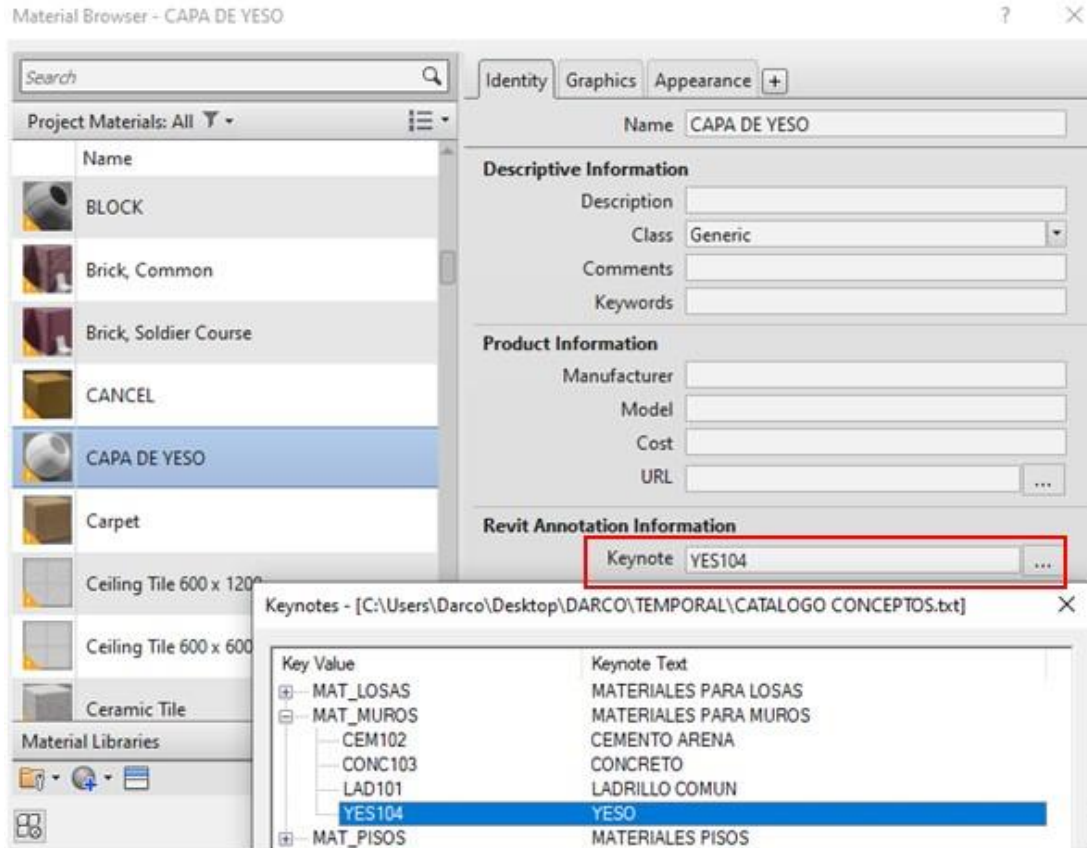 Material Browser - CAPA DE YESO
?
Search
Project Materials: All
Name
BLOCK
Brick, Common
Brick, Soldier Course
CANCEL
CAPA DE YESO
Carpet
Ceiling Tile 600 x 1200
Ceiling Tile 600 x 600
Ceramic Tile
Material Libraries
Identity Graphics Appearance +
Name CAPA DE YESO
Descriptive Information
Description
Class Generic
Comments
Keywords
Product Information
Manufacturer
Model
Cost
URL ...
Revit Annotation Information
Keynote YES104 ...
Keynotes - [C:\Users\Darco\Desktop\DARCO\TEMPORAL\CATALOGO CONCEPTOS.txt]
Key Value Keynote Text
MAT_LOSAS MATERIALES PARA LOSAS
MAT_MUROS MATERIALES PARA MUROS
CEM102 CEMENTO ARENA
CONC103 CONCRETO
LAD101 LADRILLO COMUN
YES104 YESO
MAT_PISOS MATERIALES PISOS